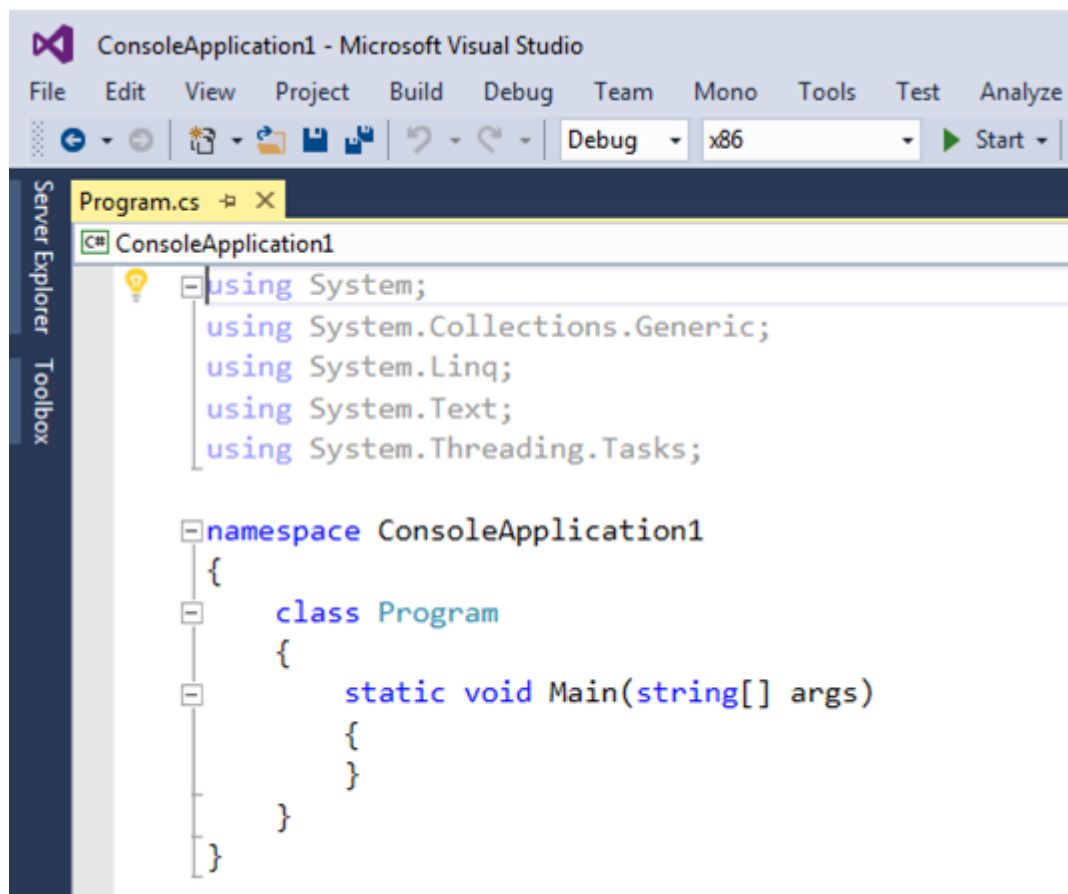 ConsoleApplication1 - Microsoft Visual Studio
File Edit View Project Build Debug Team Mono Tools Test Analyze
Debug x86 Start
Server Explorer
Toolbox
Program.cs
C# ConsoleApplication1
using System;
using System.Collections.Generic;
using System.Linq;
using System.Text;
using System.Threading.Tasks;
namespace ConsoleApplication1
{
class Program
{
static void Main(string[] args)
{
}
}
}